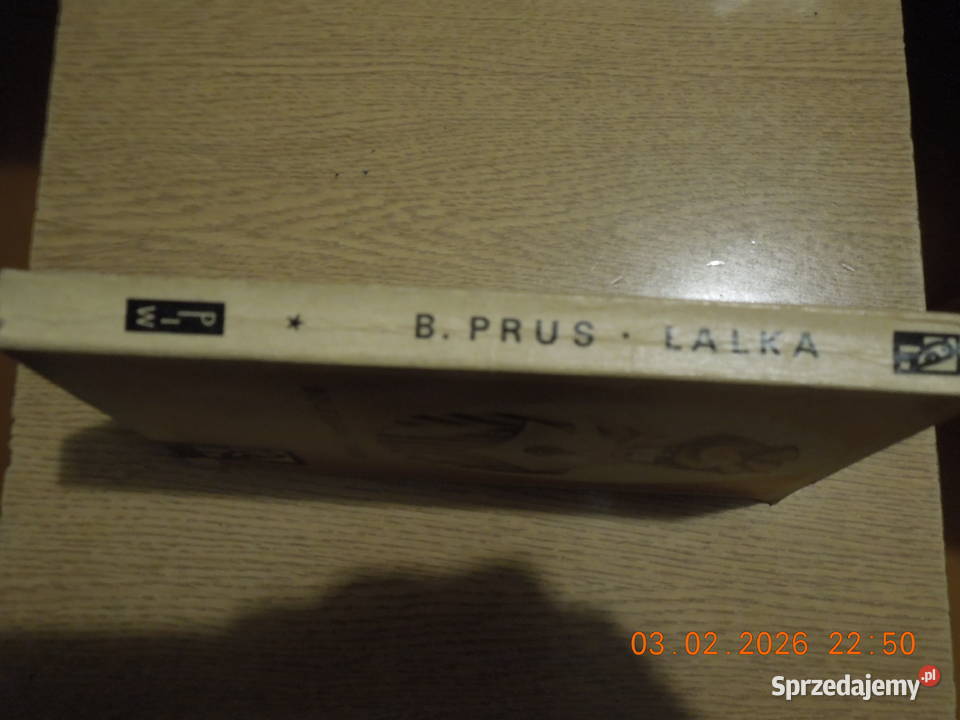 PIW
B. PRUS · LALKA
03.02.2026 22:50
Sprzedajemy.pl